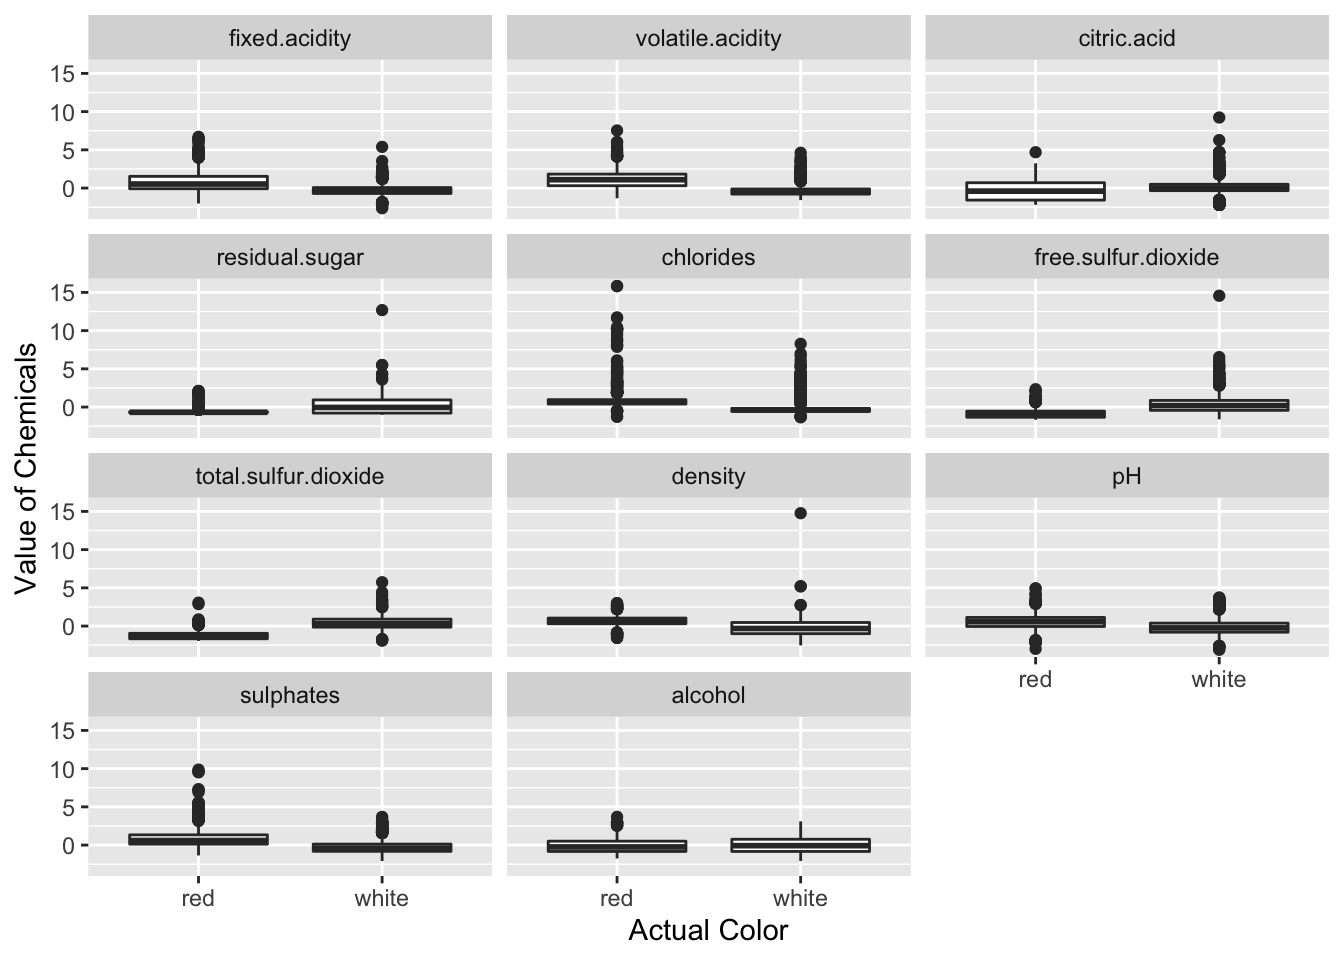 fixed.acidity volatile.acidity citric.acid
15
10
5
0
residual.sugar chlorides free.sulfur.dioxide
15
10
5
0
total.sulfur.dioxide density pH
15
10
5
0
red white
sulphates alcohol
15
10
5
0
red white red white
Actual Color
Value of Chemicals